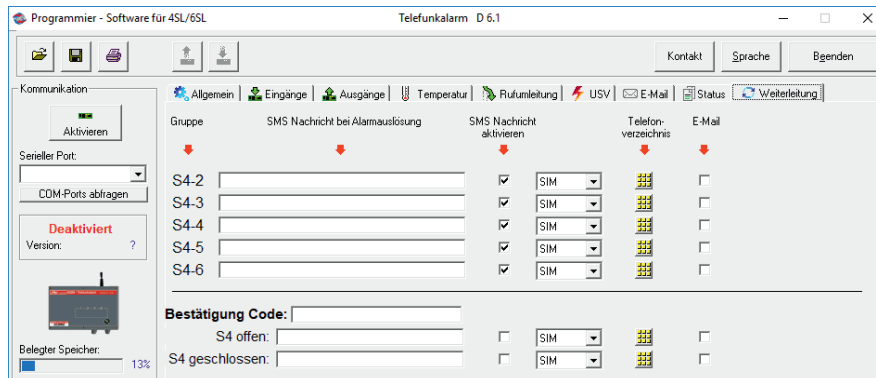 Programmier - Software für 4SL/6SL Telefunkalarm D 6.1
Kontakt Sprache Beenden
Kommunikation
Aktivieren
Serieller Port:
COM-Ports abfragen
Deaktiviert
Version: ?
Belegter Speicher:
13%
Allgemein Eingänge Ausgänge Temperatur Rufumleitung USV E-Mail Status Weiterleitung
Gruppe SMS Nachricht bei Alarmauslösung SMS Nachricht aktivieren Telefon-verzeichnis E-Mail
S4-2 SIM
S4-3 SIM
S4-4 SIM
S4-5 SIM
S4-6 SIM
Bestätigung Code:
S4 offen: SIM
S4 geschlossen: SIM